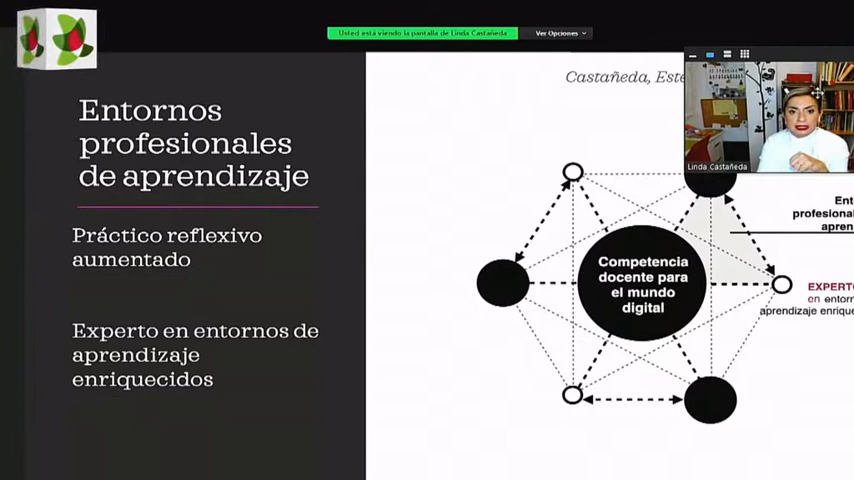 Usted está viendo la pantalla de Linda Castañeda
Ver Opciones
Castañeda, Este
Linda Castañeda
Entornos
profesionales
de aprendizaje
Práctico reflexivo
aumentado
Experto en entornos de
aprendizaje
enriquecidos
Competencia
docente para
el mundo
digital
Ent
profesional
apren
EXPERTO
en entorn
aprendizaje enrique